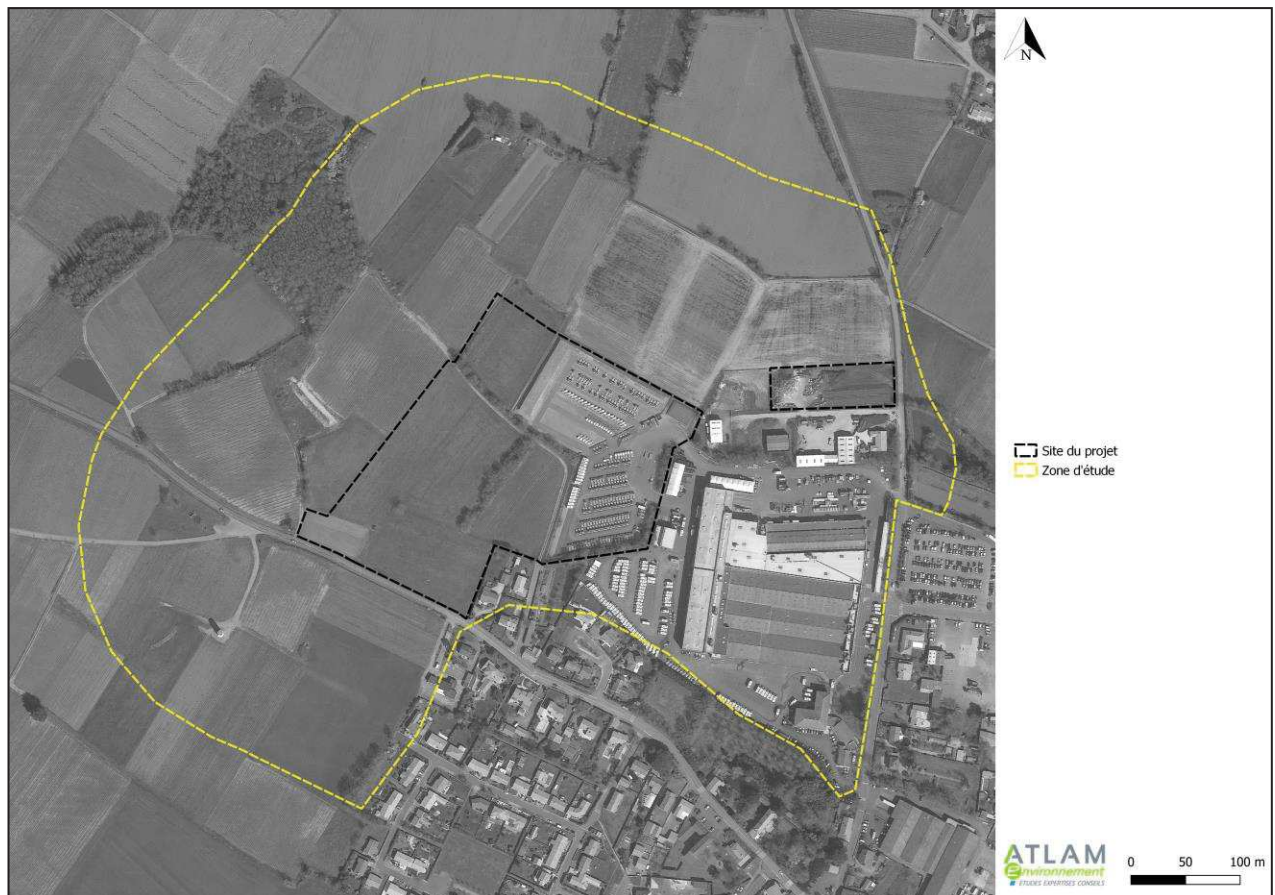 N
Site du projet
Zone d'étude
ATLAM
environnement
ETUDES EXPERTISES CONSEILS
0 50 100 m